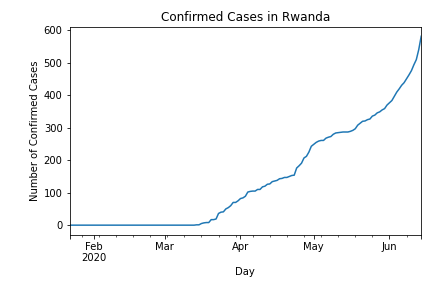 Confirmed Cases in Rwanda
600
500
400
300
200
100
0
Number of Confirmed Cases
Feb Mar Apr May Jun
2020
Day